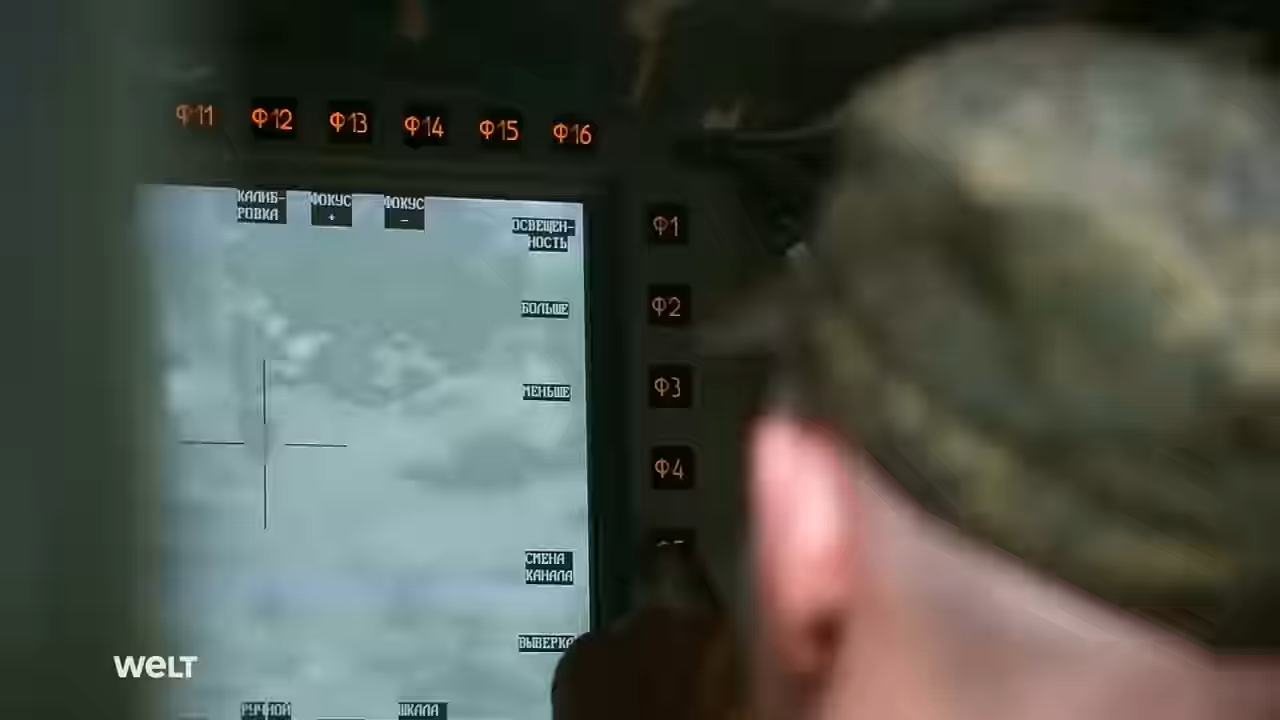 Ф11 Ф12 Ф13 Ф14 Ф15 Ф16
КАЛИБ-
РОВКА
ФОКУС
+
ФОКУС
-
ОСВЕЩЕН-
НОСТЬ
Ф1
БОЛЬШЕ
Ф2
МЕНЬШЕ
Ф3
Ф4
СМЕНА
КАНАЛА
ВЫВЕРКА
WELT
РУЧНОЙ
ШКАЛА